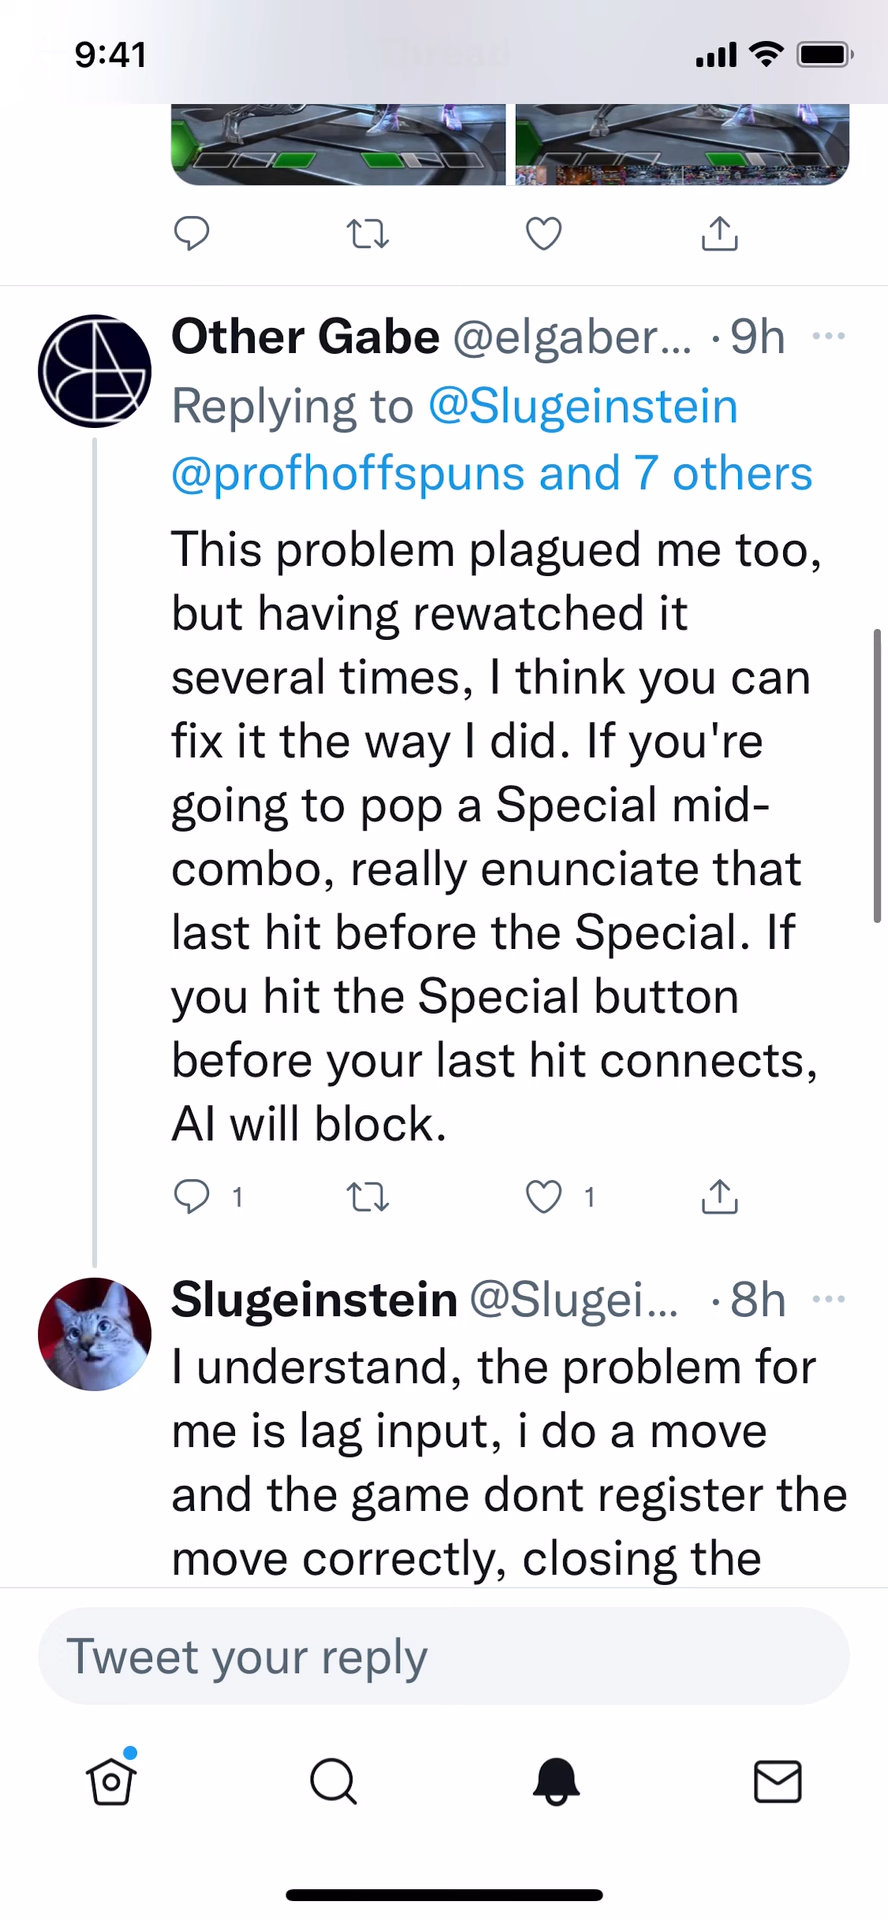 9:41
Thread
Other Gabe @elgaber... · 9h
Replying to @Slugeinstein
@profhoffspuns and 7 others
This problem plagued me too,
but having rewatched it
several times, I think you can
fix it the way I did. If you're
going to pop a Special mid-
combo, really enunciate that
last hit before the Special. If
you hit the Special button
before your last hit connects,
AI will block.
1 1
Slugeinstein @Slugei... · 8h
I understand, the problem for
me is lag input, i do a move
and the game dont register the
move correctly, closing the
Tweet your reply